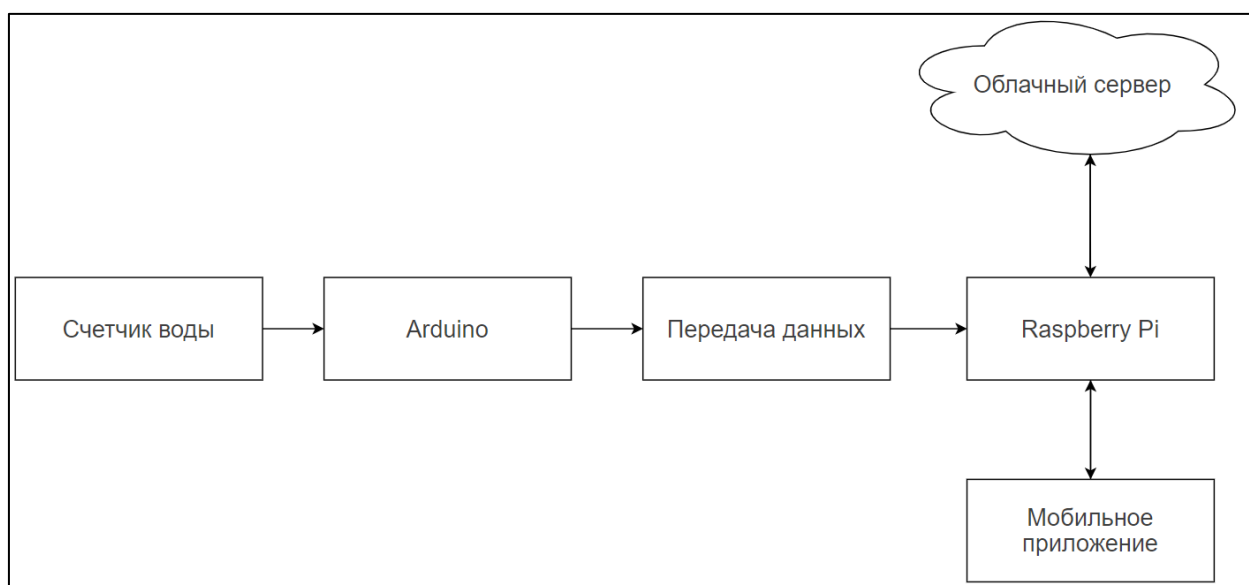 Облачный сервер
Счетчик воды
Arduino
Передача данных
Raspberry Pi
Мобильное
приложение